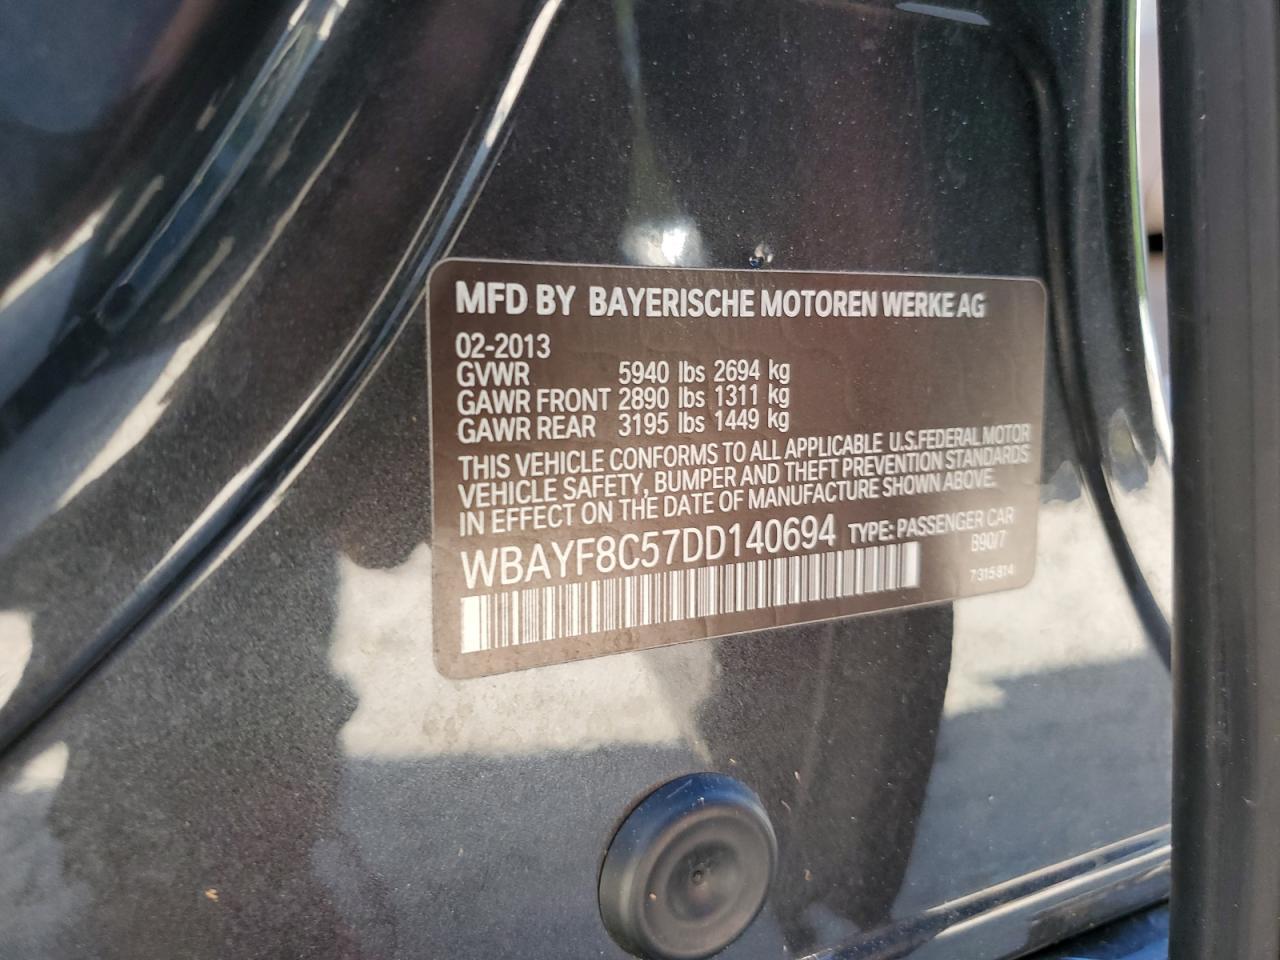 MFD BY BAYERISCHE MOTOREN WERKE AG
02-2013
GVWR 5940 lbs 2694 kg
GAWR FRONT 2890 lbs 1311 kg
GAWR REAR 3195 lbs 1449 kg
THIS VEHICLE CONFORMS TO ALL APPLICABLE U.S.FEDERAL MOTOR
VEHICLE SAFETY, BUMPER AND THEFT PREVENTION STANDARDS
IN EFFECT ON THE DATE OF MANUFACTURE SHOWN ABOVE.
WBAYF8C57DD140694 TYPE: PASSENGER CAR
B90/7
7315814